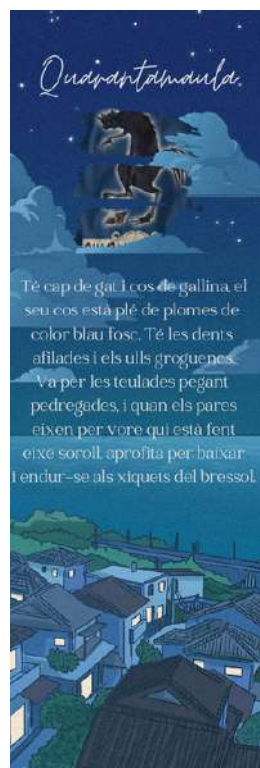 Quarantamaula
Té cap de gat i cos de gallina, el
seu cos està plé de plomes de
color blau fosc. Té les dents
afilades i els ulls groguencs.
Va per les teulades pegant
pedregades, i quan els pares
eixen per vore qui està fent
eixe soroll, aprofita per baixar
i endur-se als xiquets del bressol.